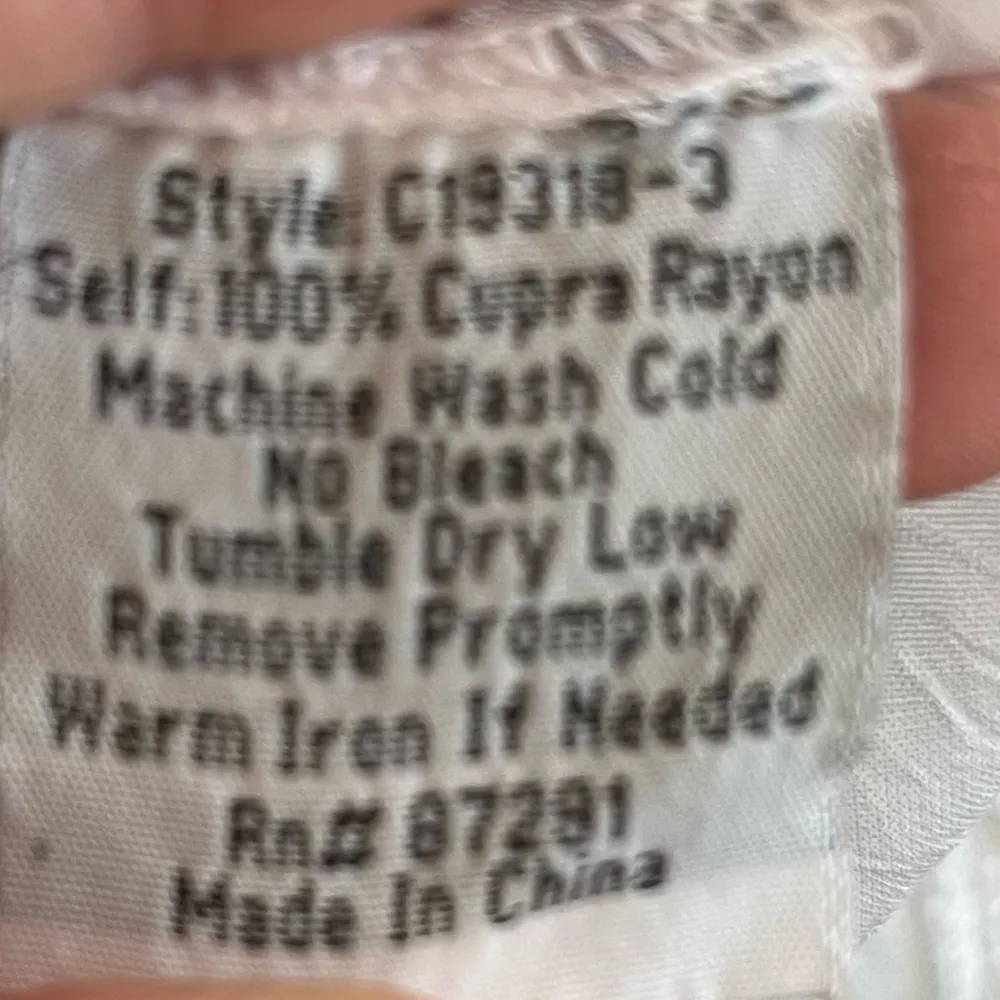 Style C19318-3
Self: 100% Cupra Rayon
Machine Wash Cold
No Bleach
Tumble Dry Low
Remove Promptly
Warm Iron If Needed
Rn# 87291
Made In China